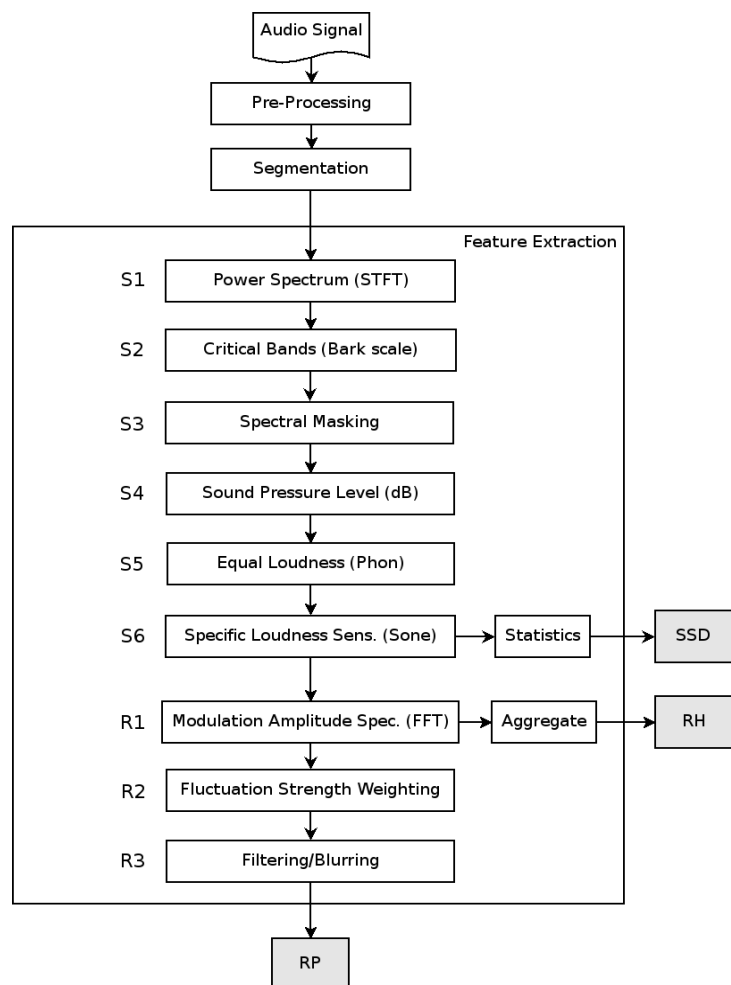 Audio Signal
Pre-Processing
Segmentation
Feature Extraction
S1 Power Spectrum (STFT)
S2 Critical Bands (Bark scale)
S3 Spectral Masking
S4 Sound Pressure Level (dB)
S5 Equal Loudness (Phon)
S6 Specific Loudness Sens. (Sone) Statistics SSD
R1 Modulation Amplitude Spec. (FFT) Aggregate RH
R2 Fluctuation Strength Weighting
R3 Filtering/Blurring
RP